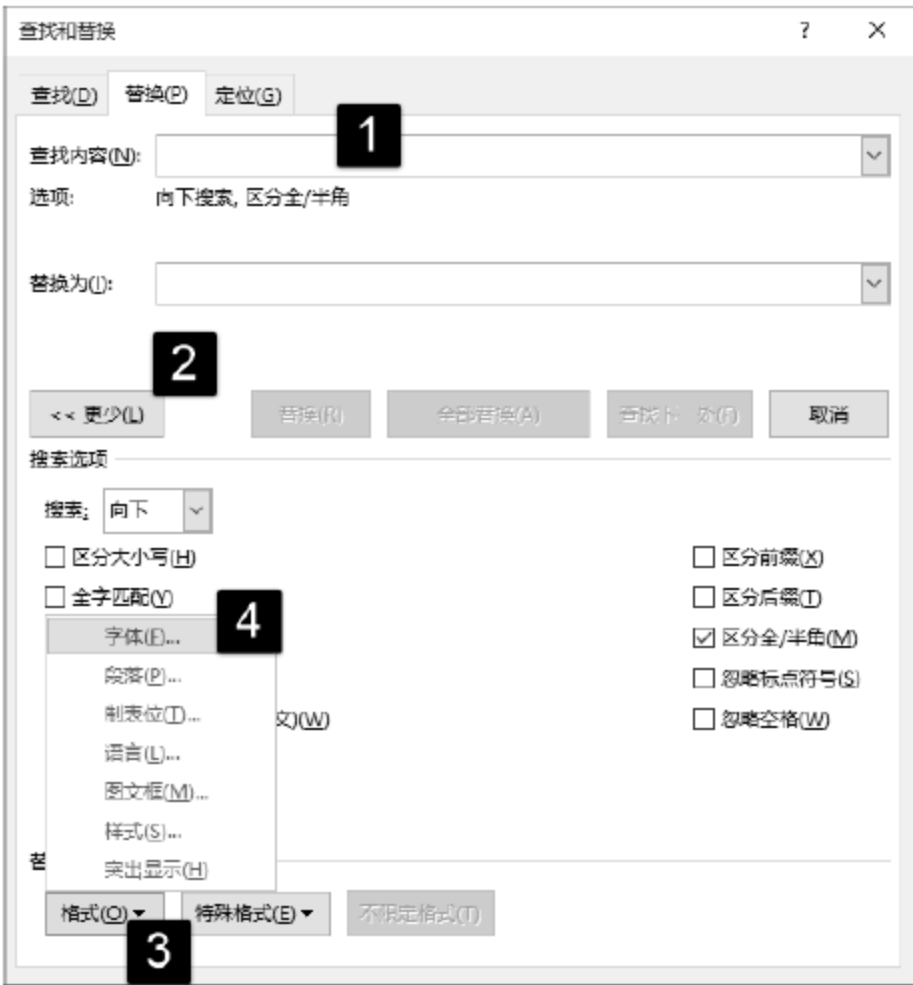 查找和替换 ? ×
查找(D) 替换(P) 定位(G)
1
查找内容(N):
选项: 向下搜索, 区分全/半角
替换为(I):
2
<< 更少(L) 替换(R) 全部替换(A) 查找下一处(F) 取消
搜索选项
搜索: 向下
区分大小写(H) 区分前缀(X)
全字匹配(Y) 区分后缀(T)
4
字体(F)... 区分全/半角(M)
段落(P)... 忽略标点符号(S)
制表位(T)... 文)(W) 忽略空格(W)
语言(L)...
图文框(M)...
样式(S)...
突出显示(H)
格式(O) 特殊格式(E) 不限定格式(T)
3